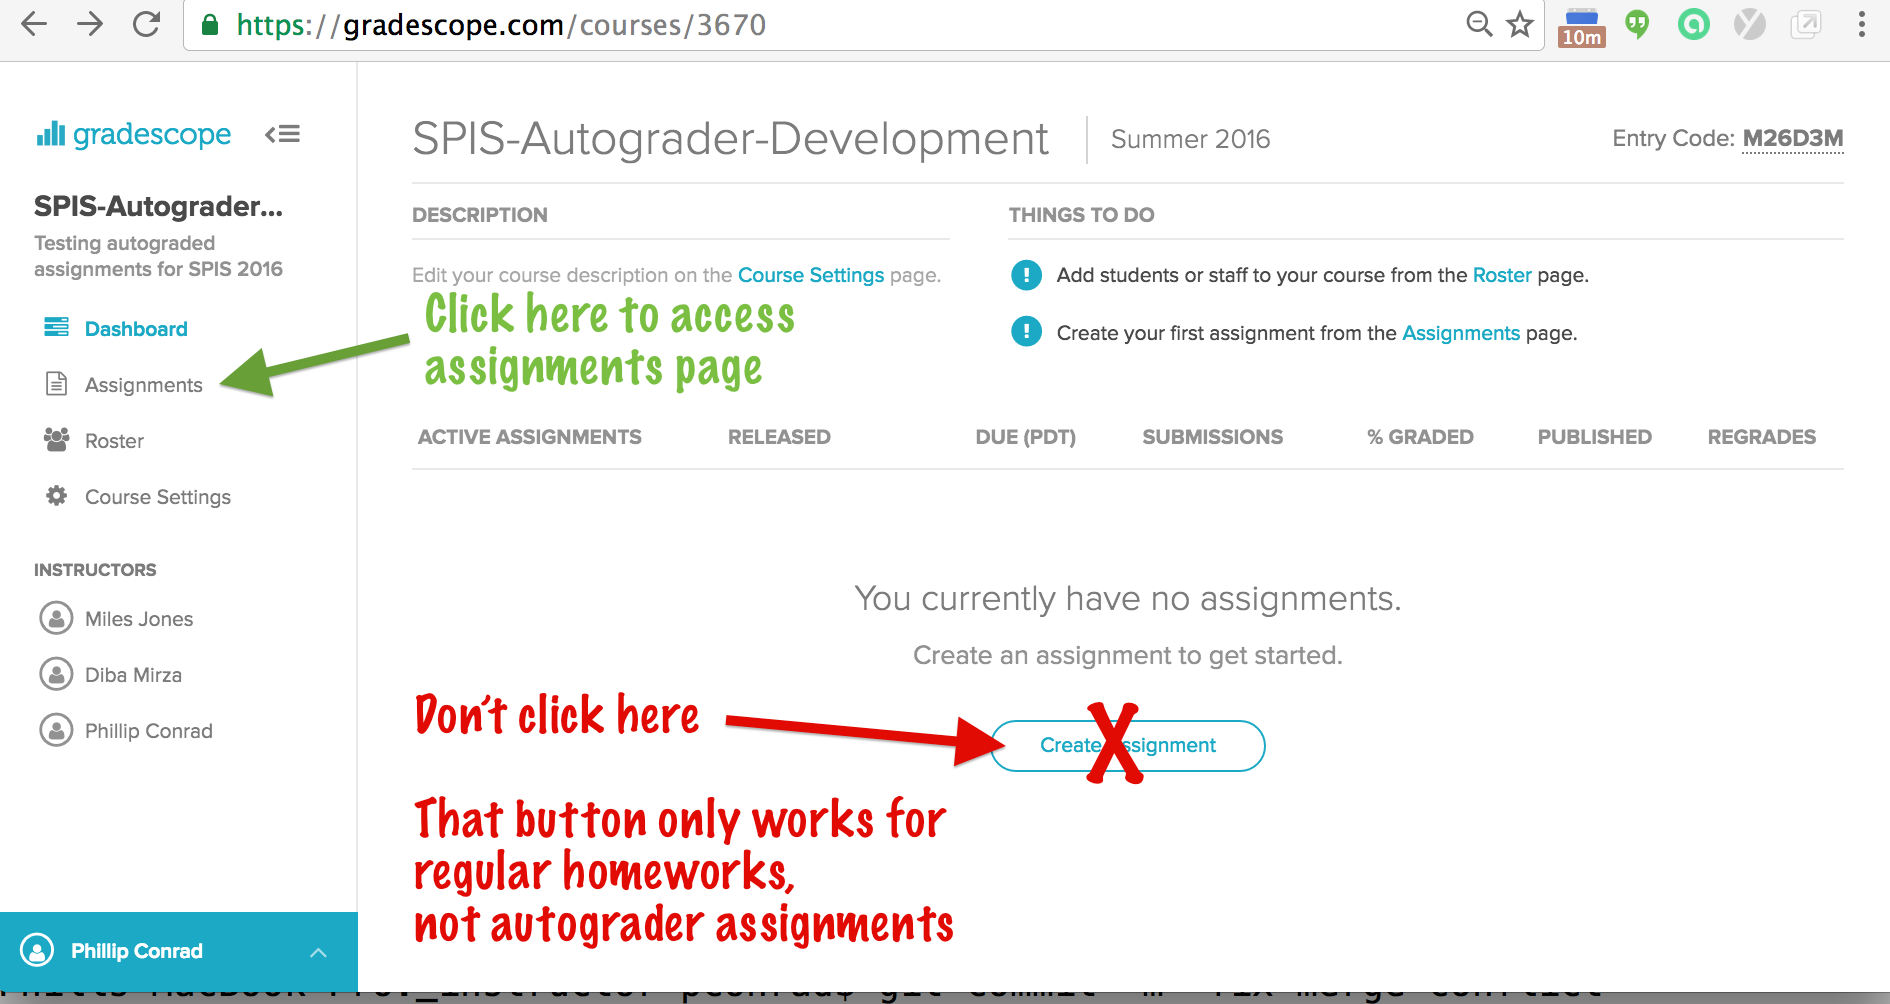 https://gradescope.com/courses/3670
10m
gradescope
SPIS-Autograder...
Testing autograded
assignments for SPIS 2016
Dashboard
Assignments
Roster
Course Settings
INSTRUCTORS
Miles Jones
Diba Mirza
Phillip Conrad
Phillip Conrad
SPIS-Autograder-Development
Summer 2016
Entry Code: M26D3M
DESCRIPTION
Edit your course description on the Course Settings page.
Click here to access
assignments page
THINGS TO DO
! Add students or staff to your course from the Roster page.
! Create your first assignment from the Assignments page.
ACTIVE ASSIGNMENTS RELEASED DUE (PDT) SUBMISSIONS % GRADED PUBLISHED REGRADES
You currently have no assignments.
Create an assignment to get started.
Don't click here
Create Assignment
X
That button only works for
regular homeworks,
not autograder assignments